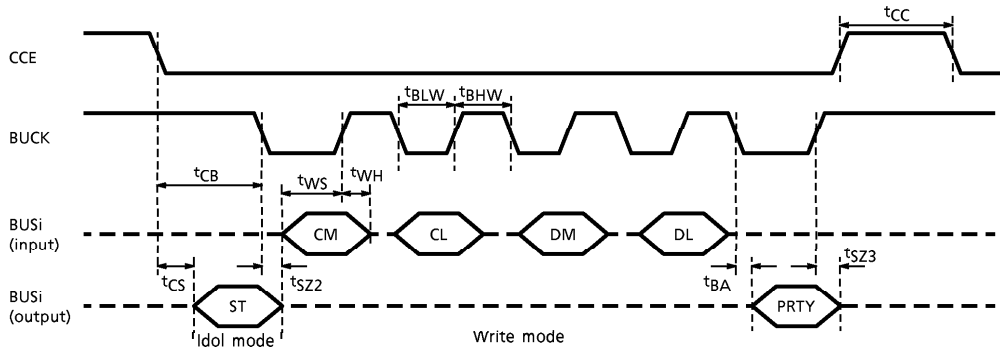 tCC
CCE
tBLW tBHW
BUCK
tCB tWS tWH
BUSi
(input)
CM CL DM DL
tCS tSZ2 tBA tSZ3
BUSi
(output)
ST PRTY
Idol mode Write mode